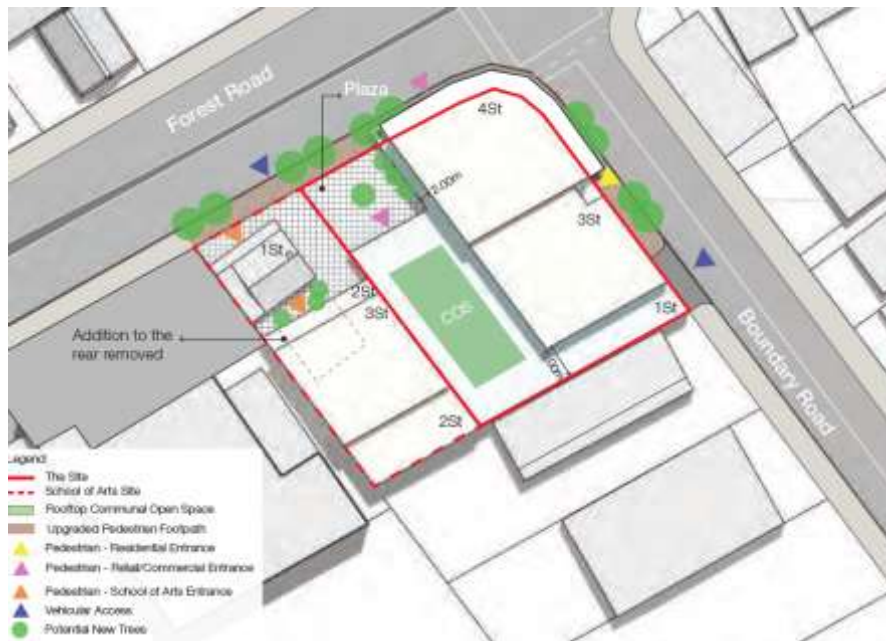 Forest Road
Plaza
4St
2.00m
3St
1St
2St
3St
COS
1St
Addition to the
rear removed
2St
Boundary Road
Legend
The Site
School of Arts Site
Rooftop Communal Open Space
Upgraded Pedestrian Footpath
Pedestrian - Residential Entrance
Pedestrian - Retail/Commercial Entrance
Pedestrian - School of Arts Entrance
Vehicular Access
Potential New Trees